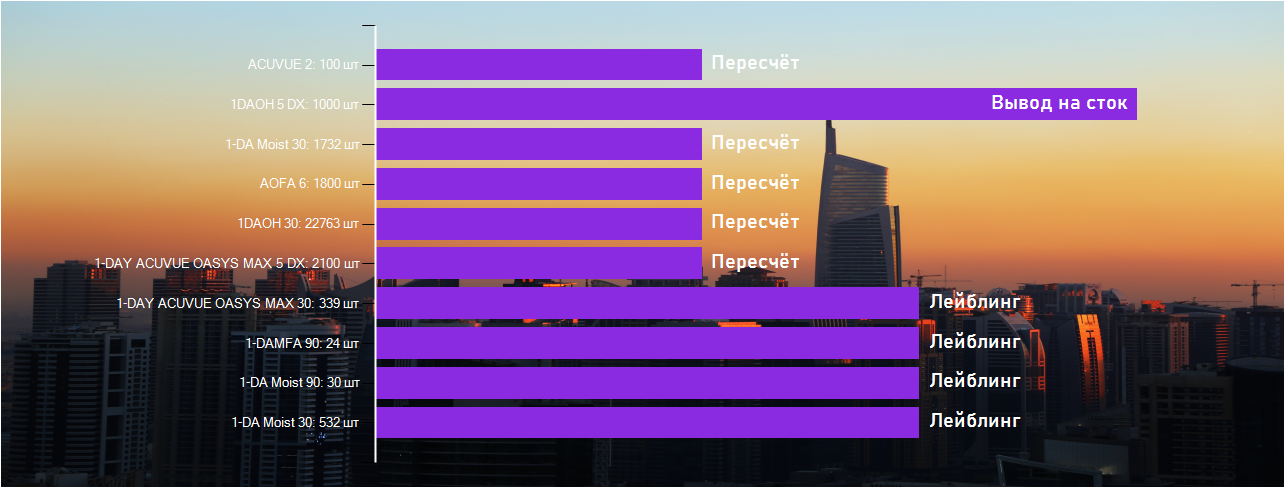 ACUVUE 2: 100 шт Пересчёт
1DAOH 5 DX: 1000 шт Вывод на сток
1-DA Moist 30: 1732 шт Пересчёт
AOFA 6: 1800 шт Пересчёт
1DAOH 30: 22763 шт Пересчёт
1-DAY ACUVUE OASYS MAX 5 DX: 2100 шт Пересчёт
1-DAY ACUVUE OASYS MAX 30: 339 шт Лейблинг
1-DAMFA 90: 24 шт Лейблинг
1-DA Moist 90: 30 шт Лейблинг
1-DA Moist 30: 532 шт Лейблинг